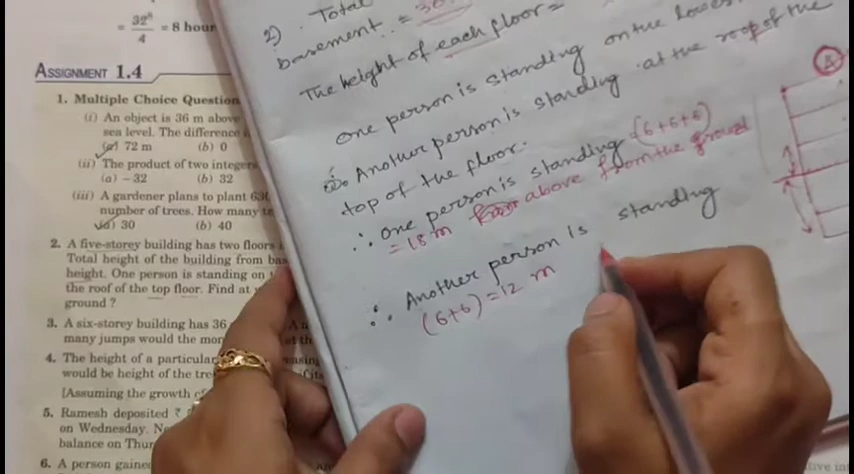 = 32⁸/4 = 8 hour
ASSIGNMENT 1.4
1. Multiple Choice Question
(i) An object is 36 m above
sea level. The difference
(a) 72 m (b) 0
(ii) The product of two integer
(a) – 32 (b) 32
(iii) A gardener plans to plant 630
number of trees. How many
(a) 30 (b) 40
2. A five-storey building has two floors
Total height of the building from
height. One person is standing on
the roof of the top floor. Find at
ground ?
3. A six-storey building has 36
many jumps would the
4. The height of a particular
would be height of the
[Assuming the growth
5. Ramesh deposited ₹
on Wednesday.
balance on Thur
6. A person gaine
2) Total
basement = 30
The height of each floor =
One person is standing on the lowes
Another person is standing at the roof of the
top of the floor.
∴ One person is standing = (6+6+6)
= 18 m above from the ground
∴ Another person is standing
(6+6) = 12 m
A